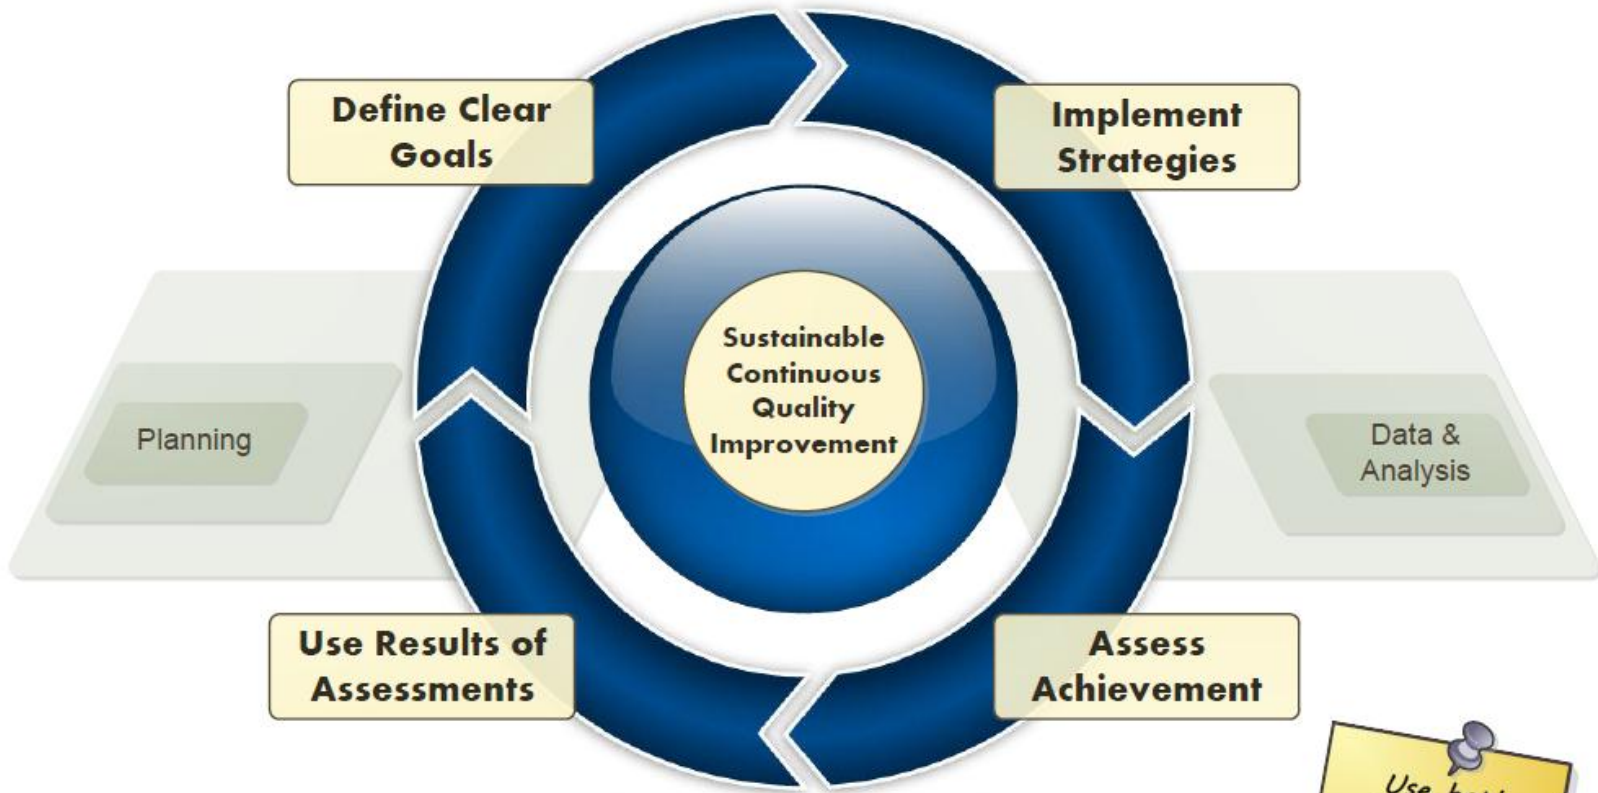 Define Clear
Goals
Implement
Strategies
Sustainable
Continuous
Quality
Improvement
Planning
Data &
Analysis
Use Results of
Assessments
Assess
Achievement
Use